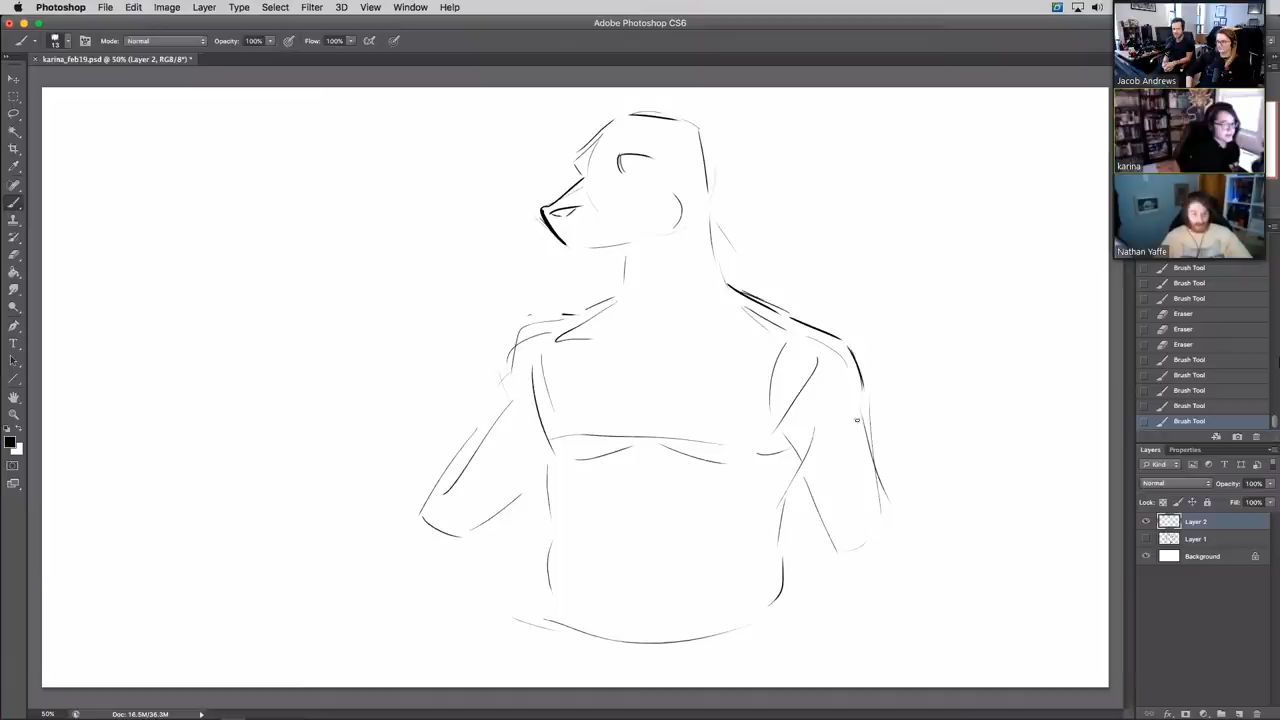 Photoshop File Edit Image Layer Type Select Filter 3D View Window Help
Adobe Photoshop CS6
13 Mode: Normal Opacity: 100% Flow: 100%
karina_feb19.psd @ 50% (Layer 2, RGB/8*) *
Jacob Andrews
karina
Nathan Yaffe
Brush Tool
Brush Tool
Brush Tool
Eraser
Eraser
Eraser
Brush Tool
Brush Tool
Brush Tool
Brush Tool
Brush Tool
Layers Properties
Kind
Normal Opacity: 100%
Lock: Fill: 100%
Layer 2
Layer 1
Background
50% Doc: 16.5M/36.3M